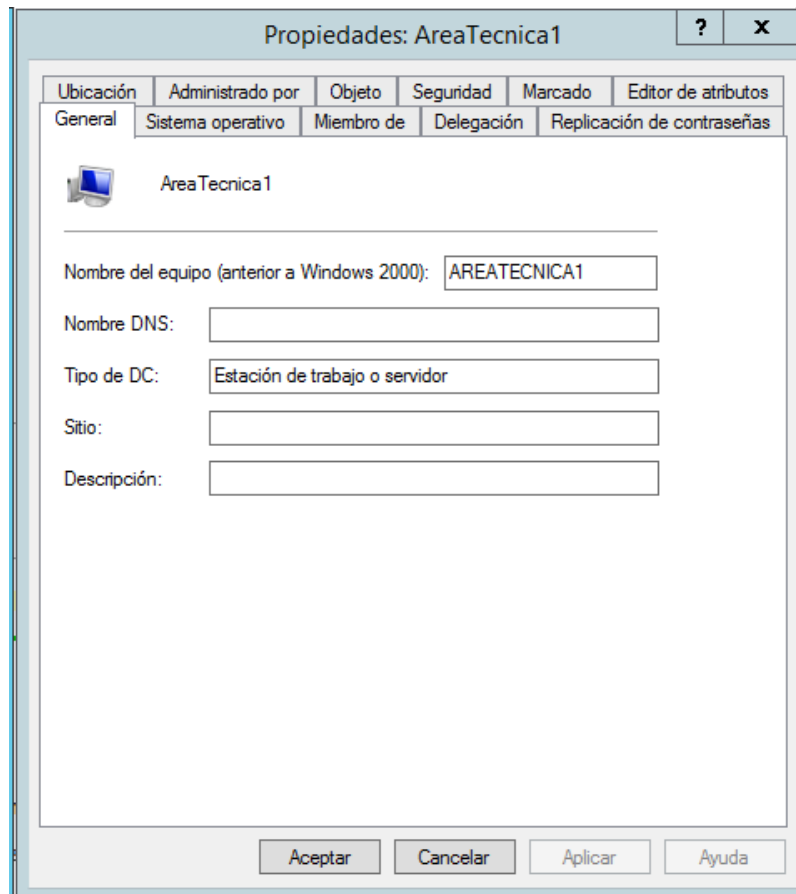 Propiedades: AreaTecnica1
?
x
Ubicación Administrado por Objeto Seguridad Marcado Editor de atributos
General Sistema operativo Miembro de Delegación Replicación de contraseñas
AreaTecnica1
Nombre del equipo (anterior a Windows 2000): AREATECNICA1
Nombre DNS:
Tipo de DC: Estación de trabajo o servidor
Sitio:
Descripción:
Aceptar Cancelar Aplicar Ayuda